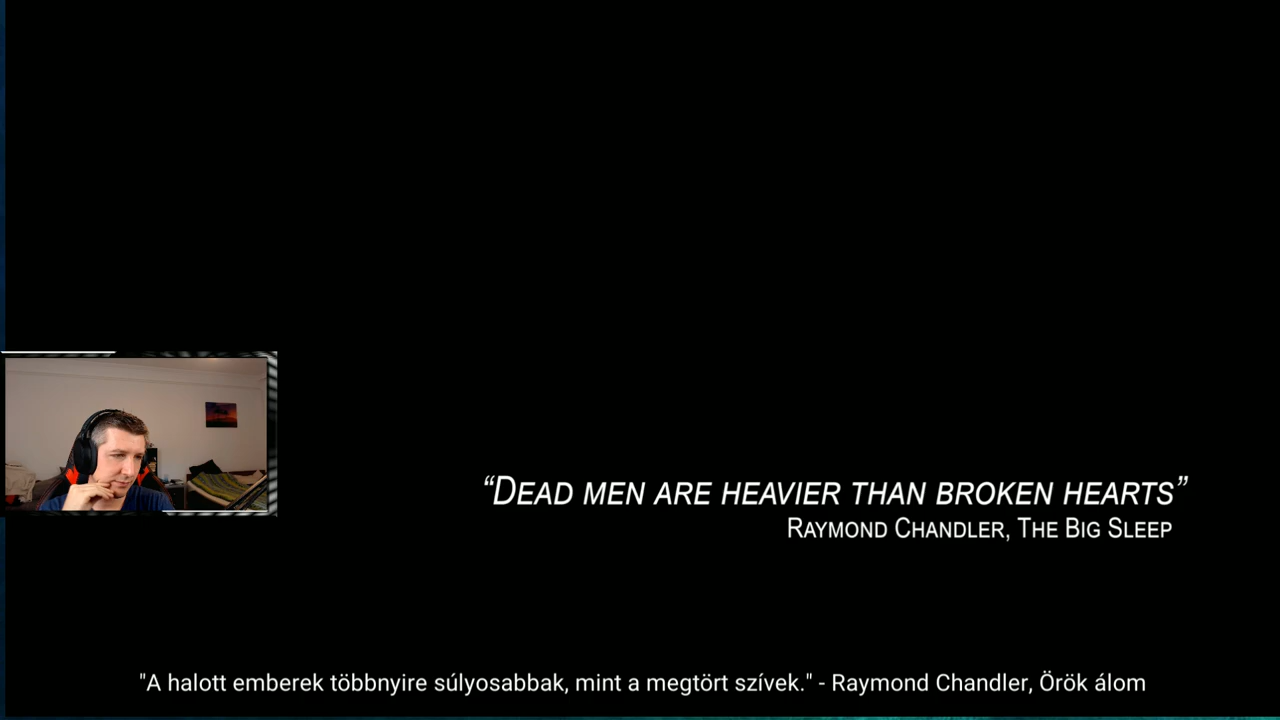 “Dead men are heavier than broken hearts”
Raymond Chandler, The Big Sleep
"A halott emberek többnyire súlyosabbak, mint a megtört szívek." - Raymond Chandler, Örök álom